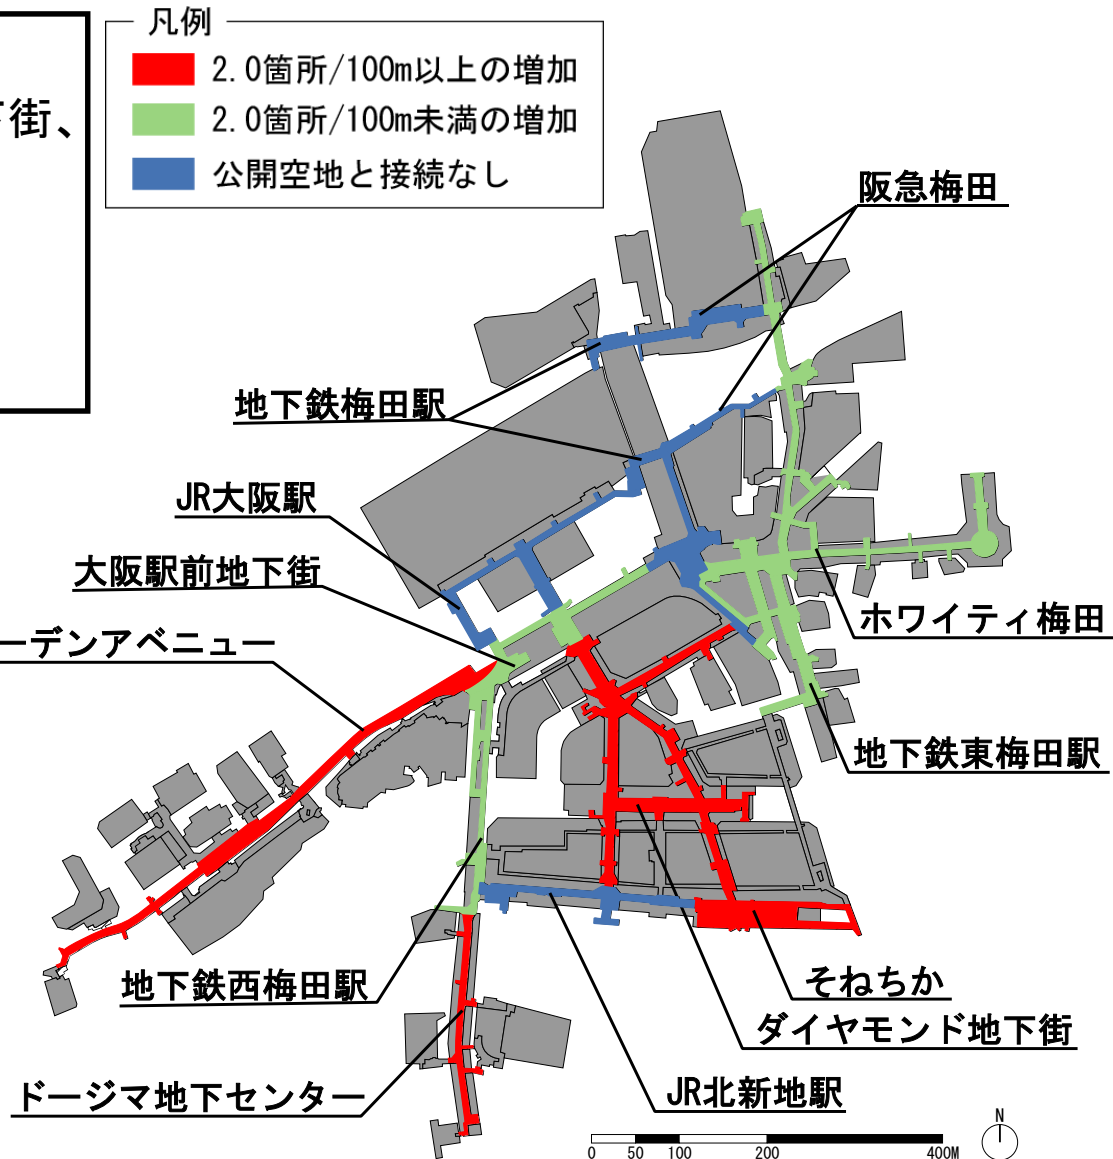 凡例
2.0箇所/100m以上の増加
下街、
2.0箇所/100m未満の増加
公開空地と接続なし
阪急梅田
地下鉄梅田駅
JR大阪駅
大阪駅前地下街
ホワイティ梅田
ーデンアベニュー
地下鉄東梅田駅
地下鉄西梅田駅
そねちか
ダイヤモンド地下街
ドージマ地下センター
JR北新地駅
N
0 50 100 200 400M